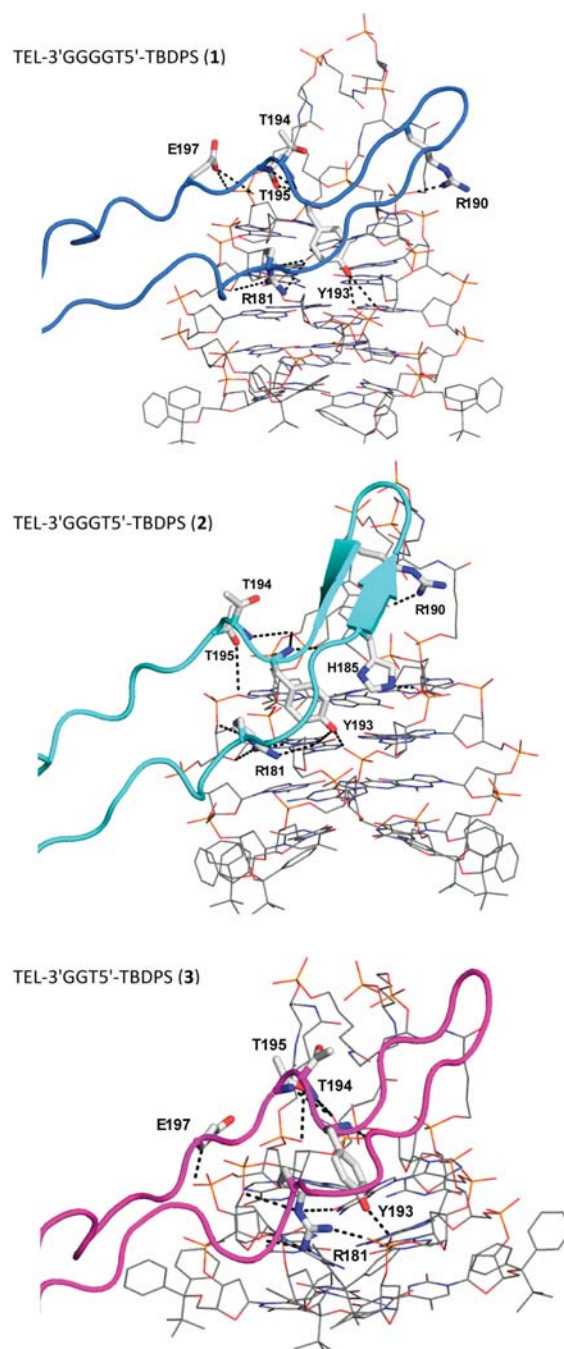 TEL-3'GGGGT5'-TBDPS (1)
T194
E197
T195
R190
R181
Y193
TEL-3'GGGT5'-TBDPS (2)
T194
R190
T195
H185
Y193
R181
TEL-3'GGT5'-TBDPS (3)
T195
T194
E197
Y193
R181